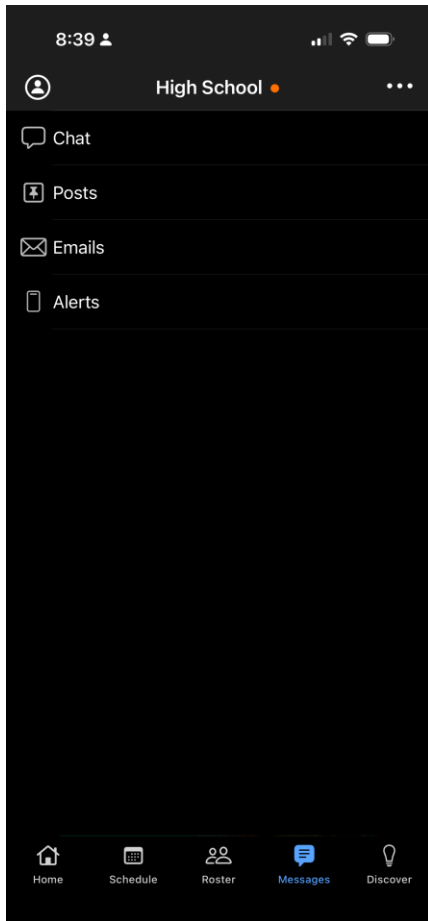 8:39
High School
Chat
Posts
Emails
Alerts
Home Schedule Roster Messages Discover